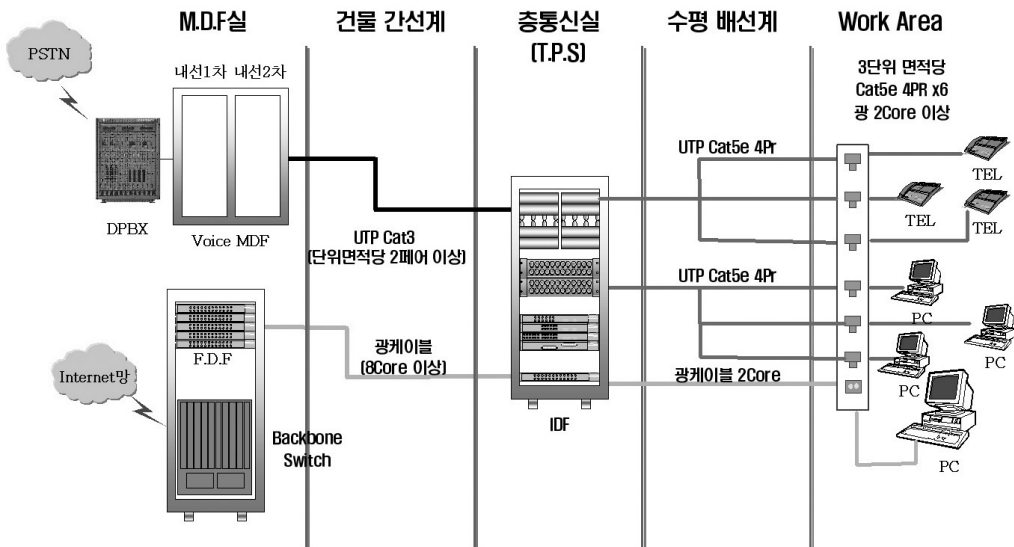 M.D.F실
건물 간선계
층통신실
(T.P.S)
수평 배선계
Work Area
PSTN
내선1차 내선2차
3단위 면적당
Cat5e 4PR x6
광 2Core 이상
UTP Cat5e 4Pr
TEL
TEL
TEL
DPBX
Voice MDF
UTP Cat3
(단위면적당 2페어 이상)
UTP Cat5e 4Pr
PC
PC
PC
F.D.F
광케이블
(8Core 이상)
Internet망
광케이블 2Core
IDF
Backbone
Switch
PC